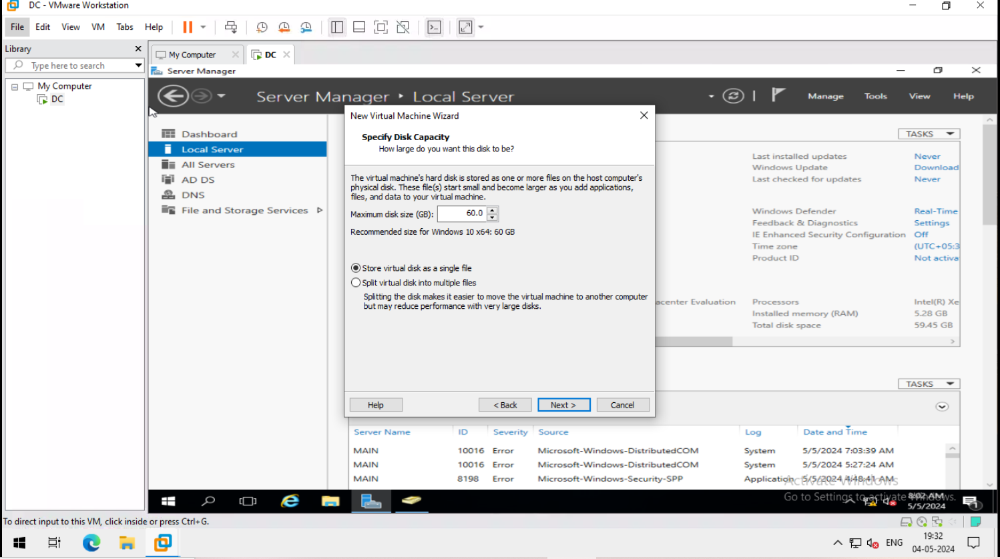 DC - VMware Workstation
File Edit View VM Tabs Help
Library
Type here to search
My Computer
DC
My Computer
DC
Server Manager
Server Manager ‣ Local Server
Manage Tools View Help
Dashboard
Local Server
All Servers
AD DS
DNS
File and Storage Services
New Virtual Machine Wizard
Specify Disk Capacity
How large do you want this disk to be?
The virtual machine's hard disk is stored as one or more files on the host computer's
physical disk. These file(s) start small and become larger as you add applications,
files, and data to your virtual machine.
Maximum disk size (GB): 60.0
Recommended size for Windows 10 x64: 60 GB
Store virtual disk as a single file
Split virtual disk into multiple files
Splitting the disk makes it easier to move the virtual machine to another computer
but may reduce performance with very large disks.
Help < Back Next > Cancel
TASKS
Last installed updates Never
Windows Update Download
Last checked for updates Never
Windows Defender Real-Time
Feedback & Diagnostics Settings
IE Enhanced Security Configuration Off
Time zone (UTC+05:3
Product ID Not activa
acenter Evaluation Processors Intel(R) Xe
Installed memory (RAM) 5.28 GB
Total disk space 59.45 GB
TASKS
Server Name ID Severity Source Log Date and Time
MAIN 10016 Error Microsoft-Windows-DistributedCOM System 5/5/2024 7:03:39 AM
MAIN 10016 Error Microsoft-Windows-DistributedCOM System 5/5/2024 5:27:24 AM
MAIN 8198 Error Microsoft-Windows-Security-SPP Application 5/5/2024 4:48:41 AM
Activate Windows
Go to Settings to activate Windows.
8:02 AM
5/5/2024
1
To direct input to this VM, click inside or press Ctrl+G.
ENG
19:32
04-05-2024